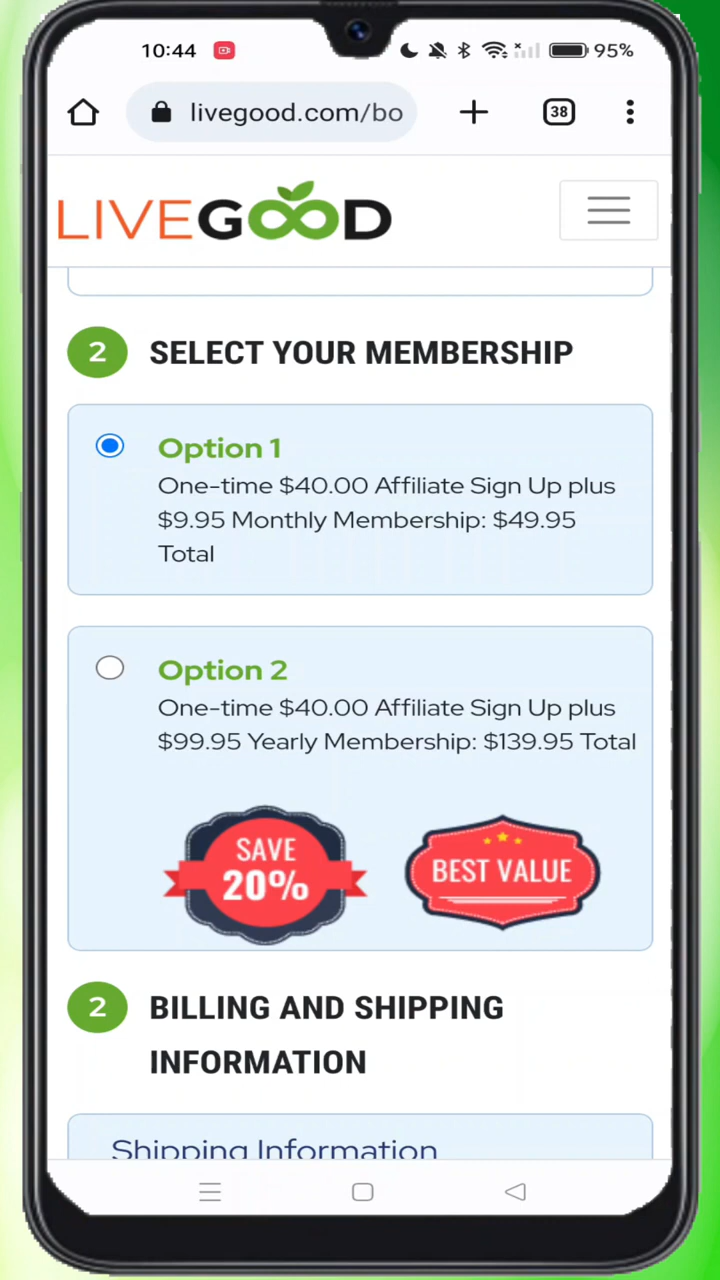 10:44
95%
livegood.com/bo
38
LIVEGOOD
2 SELECT YOUR MEMBERSHIP
Option 1
One-time $40.00 Affiliate Sign Up plus
$9.95 Monthly Membership: $49.95
Total
Option 2
One-time $40.00 Affiliate Sign Up plus
$99.95 Yearly Membership: $139.95 Total
SAVE
20%
BEST VALUE
2 BILLING AND SHIPPING
INFORMATION
Shipping Information